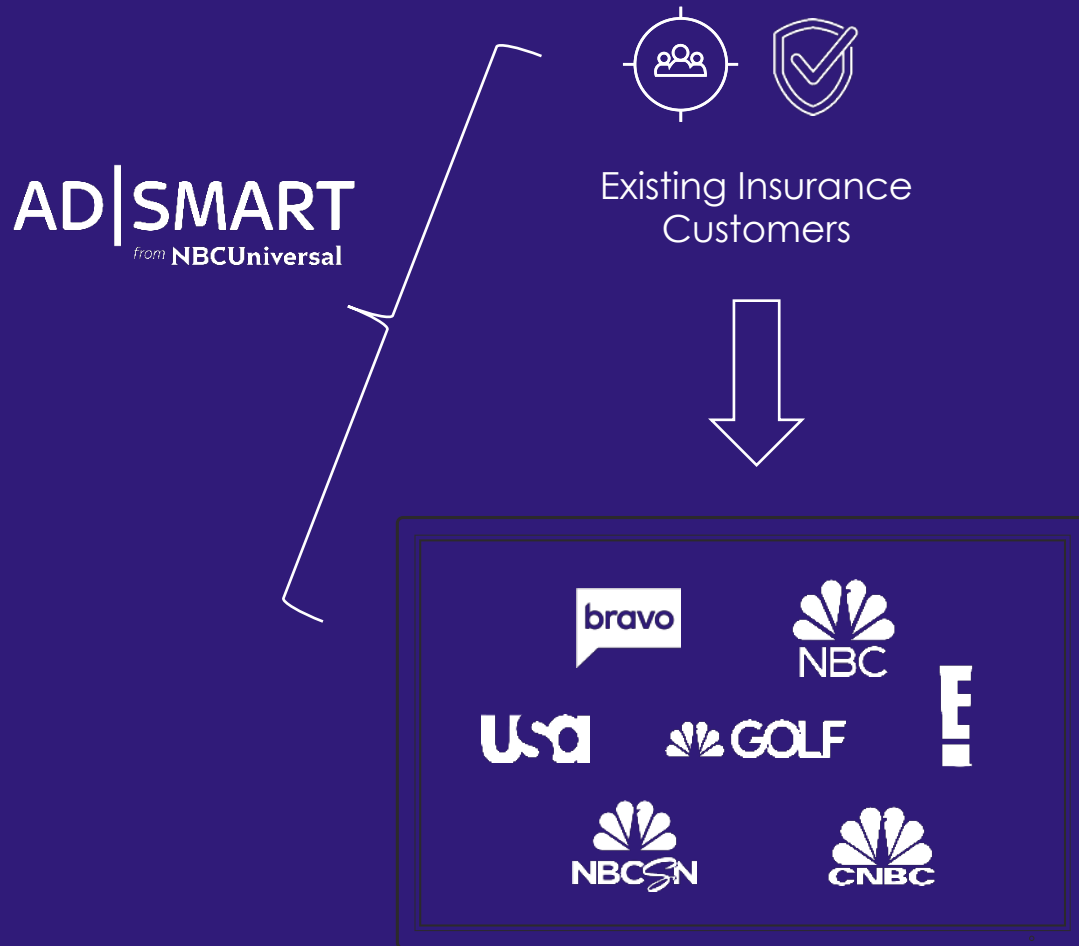 AD|SMART
from NBCUniversal
Existing Insurance
Customers
bravo
NBC
E!
usa
GOLF
NBCSN
CNBC